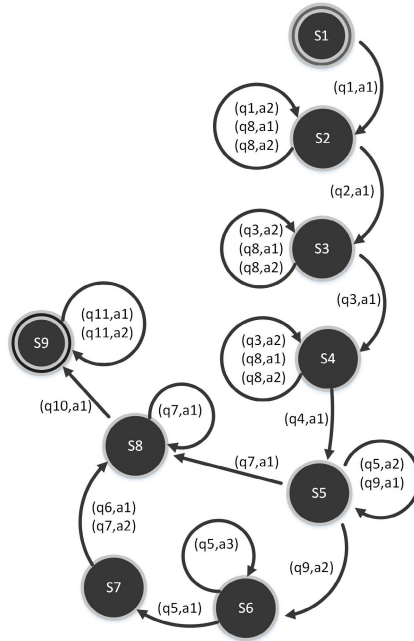 S1
(q1,a1)
(q1,a2)
(q8,a1)
(q8,a2)
S2
(q2,a1)
(q3,a2)
(q8,a1)
(q8,a2)
S3
(q3,a1)
(q11,a1)
(q11,a2)
S9
(q3,a2)
(q8,a1)
(q8,a2)
S4
(q10,a1)
(q7,a1)
(q4,a1)
S8
(q7,a1)
(q5,a2)
(q9,a1)
S5
(q6,a1)
(q7,a2)
(q5,a3)
(q9,a2)
S7
(q5,a1)
S6